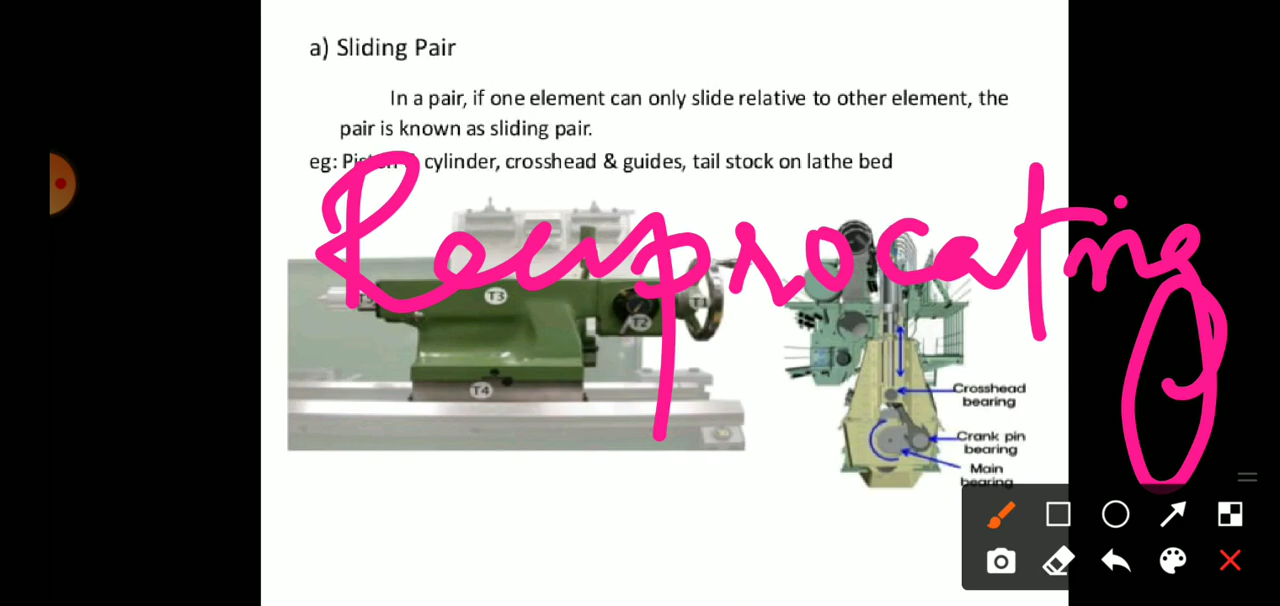 a) Sliding Pair
In a pair, if one element can only slide relative to other element, the
pair is known as sliding pair.
eg: Piston & cylinder, crosshead & guides, tail stock on lathe bed
Reciprocating
T3
T1
T2
T4
Crosshead
bearing
Crank pin
bearing
Main
bearing